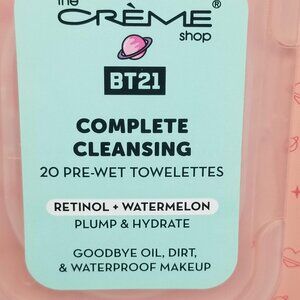 the
CRÈME®
shop
BT21
COMPLETE
CLEANSING
20 PRE-WET TOWELETTES
RETINOL + WATERMELON
PLUMP & HYDRATE
GOODBYE OIL, DIRT,
& WATERPROOF MAKEUP